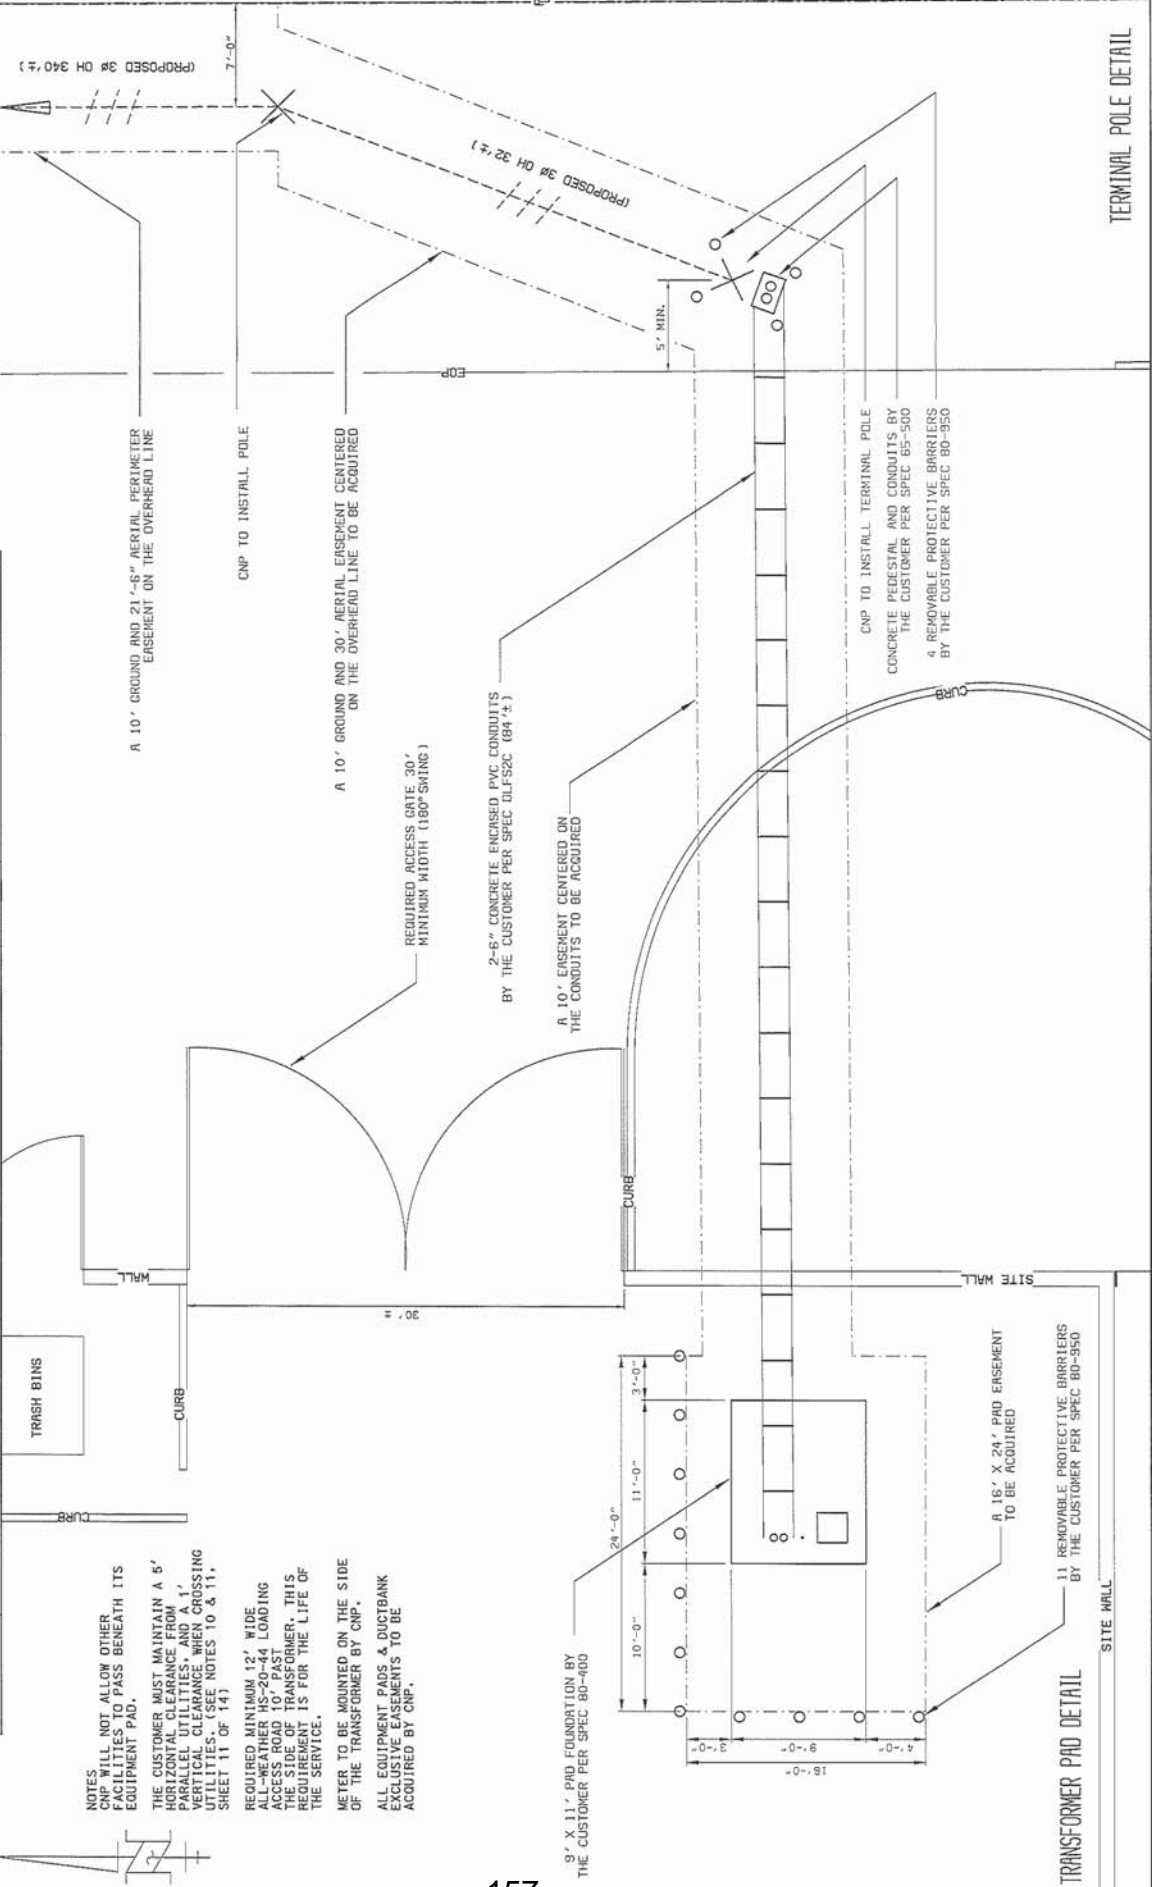 NOTES
CNP WILL NOT ALLOW OTHER
FACILITIES TO PASS BENEATH ITS
EQUIPMENT PAD.
THE CUSTOMER MUST MAINTAIN A 5'
HORIZONTAL CLEARANCE FROM
PARALLEL UTILITIES, AND A 1'
VERTICAL CLEARANCE WHEN CROSSING
UTILITIES. (SEE NOTES 10 & 11,
SHEET 11 OF 14)
REQUIRED MINIMUM 12' WIDE
ALL-WEATHER HS-20-44 LOADING
ACCESS ROAD 10' PAST
THE SIDE OF TRANSFORMER. THIS
REQUIREMENT IS FOR THE LIFE OF
THE SERVICE.
METER TO BE MOUNTED ON THE SIDE
OF THE TRANSFORMER BY CNP.
ALL EQUIPMENT PADS & DUCTBANK
EXCLUSIVE EASEMENTS TO BE
ACQUIRED BY CNP.
TRASH BINS
CURB
CURB
WALL
30' ±
CURB
REQUIRED ACCESS GATE 30'
MINIMUM WIDTH (180° SWING)
A 10' GROUND AND 21'-6" AERIAL PERIMETER
EASEMENT ON THE OVERHEAD LINE
CNP TO INSTALL POLE
A 10' GROUND AND 30' AERIAL EASEMENT CENTERED
ON THE OVERHEAD LINE TO BE ACQUIRED
(PROPOSED 3Ø OH 340'±)
7'-0"
(PROPOSED 3Ø OH 32'±)
EOP
5' MIN.
2-6" CONCRETE ENCASED PVC CONDUITS
BY THE CUSTOMER PER SPEC DLFS2C (84'±)
A 10' EASEMENT CENTERED ON
THE CONDUITS TO BE ACQUIRED
CNP TO INSTALL TERMINAL POLE
CONCRETE PEDESTAL AND CONDUITS BY
THE CUSTOMER PER SPEC 65-500
4 REMOVABLE PROTECTIVE BARRIERS
BY THE CUSTOMER PER SPEC 80-950
CURB
9' X 11' PAD FOUNDATION BY
THE CUSTOMER PER SPEC 80-400
24'-0"
10'-0"
11'-0"
3'-0"
3'-0"
9'-0"
4'-0"
16'-0"
SITE WALL
A 16' X 24' PAD EASEMENT
TO BE ACQUIRED
11 REMOVABLE PROTECTIVE BARRIERS
BY THE CUSTOMER PER SPEC 80-950
SITE WALL
TRANSFORMER PAD DETAIL
TERMINAL POLE DETAIL
157